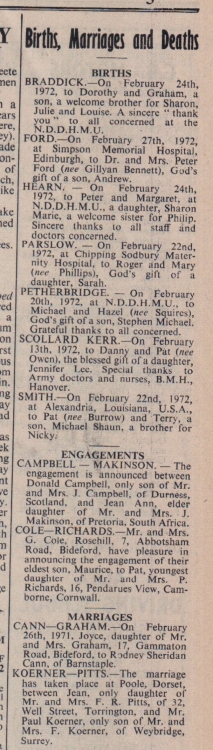 Births, Marriages and Deaths
BIRTHS
BRADDICK.—On February 24th,
1972, to Dorothy and Graham, a
son, a welcome brother for Sharon,
Julie and Louise. A sincere "thank
you" to all concerned at the
N.D.D.H.M.U.
FORD.—On February 27th, 1972,
at Simpson Memorial Hospital,
Edinburgh, to Dr. and Mrs. Peter
Ford (nee Gillyan Bennett), God's
gift of a son, Andrew.
HEARN. — On February 24th,
1972, to Peter and Margaret, at
N.D.D.H.M.U., a daughter, Sharon
Marie, a welcome sister for Philip.
Sincere thanks to all staff and
doctors concerned.
PARSLOW. — On February 22nd,
1972, at Chipping Sodbury Mater-
nity Hospital, to Roger and Mary
(nee Phillips), God's gift of a
daughter, Sarah.
PETHERBRIDGE. — On February
20th, 1972, at N.D.D.H.M.U., to
Michael and Hazel (nee Squires),
God's gift of a son, Stephen Michael.
Grateful thanks to all concerned.
SCOLLARD KERR.—On February
13th, 1972, to Danny and Pat (nee
Owen), the blessed gift of a daughter,
Jennifer Lee. Special thanks to
Army doctors and nurses, B.M.H.,
Hanover.
SMITH.—On February 22nd, 1972,
at Alexandria, Louisiana, U.S.A.,
to Pat (nee Burrow) and Terry, a
son, Michael Shaun, a brother for
Nicky.
ENGAGEMENTS
CAMPBELL — MAKINSON. — The
engagement is announced between
Donald Campbell, only son of Mr.
and Mrs. J. Campbell, of Durness,
Scotland, and Jean Ann, elder
daughter of Mr. and Mrs. J.
Makinson, of Pretoria, South Africa.
COLE—RICHARDS.—Mr. and Mrs.
G. Cole, Rosehill, 7, Abbotsham
Road, Bideford, have pleasure in
announcing the engagement of their
eldest son, Maurice, to Pat, youngest
daughter of Mr. and Mrs. P.
Richards, 16, Pendarues View, Cam-
borne, Cornwall.
MARRIAGES
CANN—GRAHAM.—On February
26th, 1971, Joyce, daughter of Mr.
and Mrs. Graham, 17, Gammaton
Road, Bideford, to Rodney Sheridan
Cann, of Barnstaple.
KOERNER—PITTS.—The marriage
has taken place at Poole, Dorset,
between Jean, only daughter of
Mr. and Mrs. F. R. Pitts, of 32,
Well Street, Torrington, and Mr.
Paul Koerner, only son of Mr. and
Mrs. F. Koerner, of Weybridge,
Surrey.